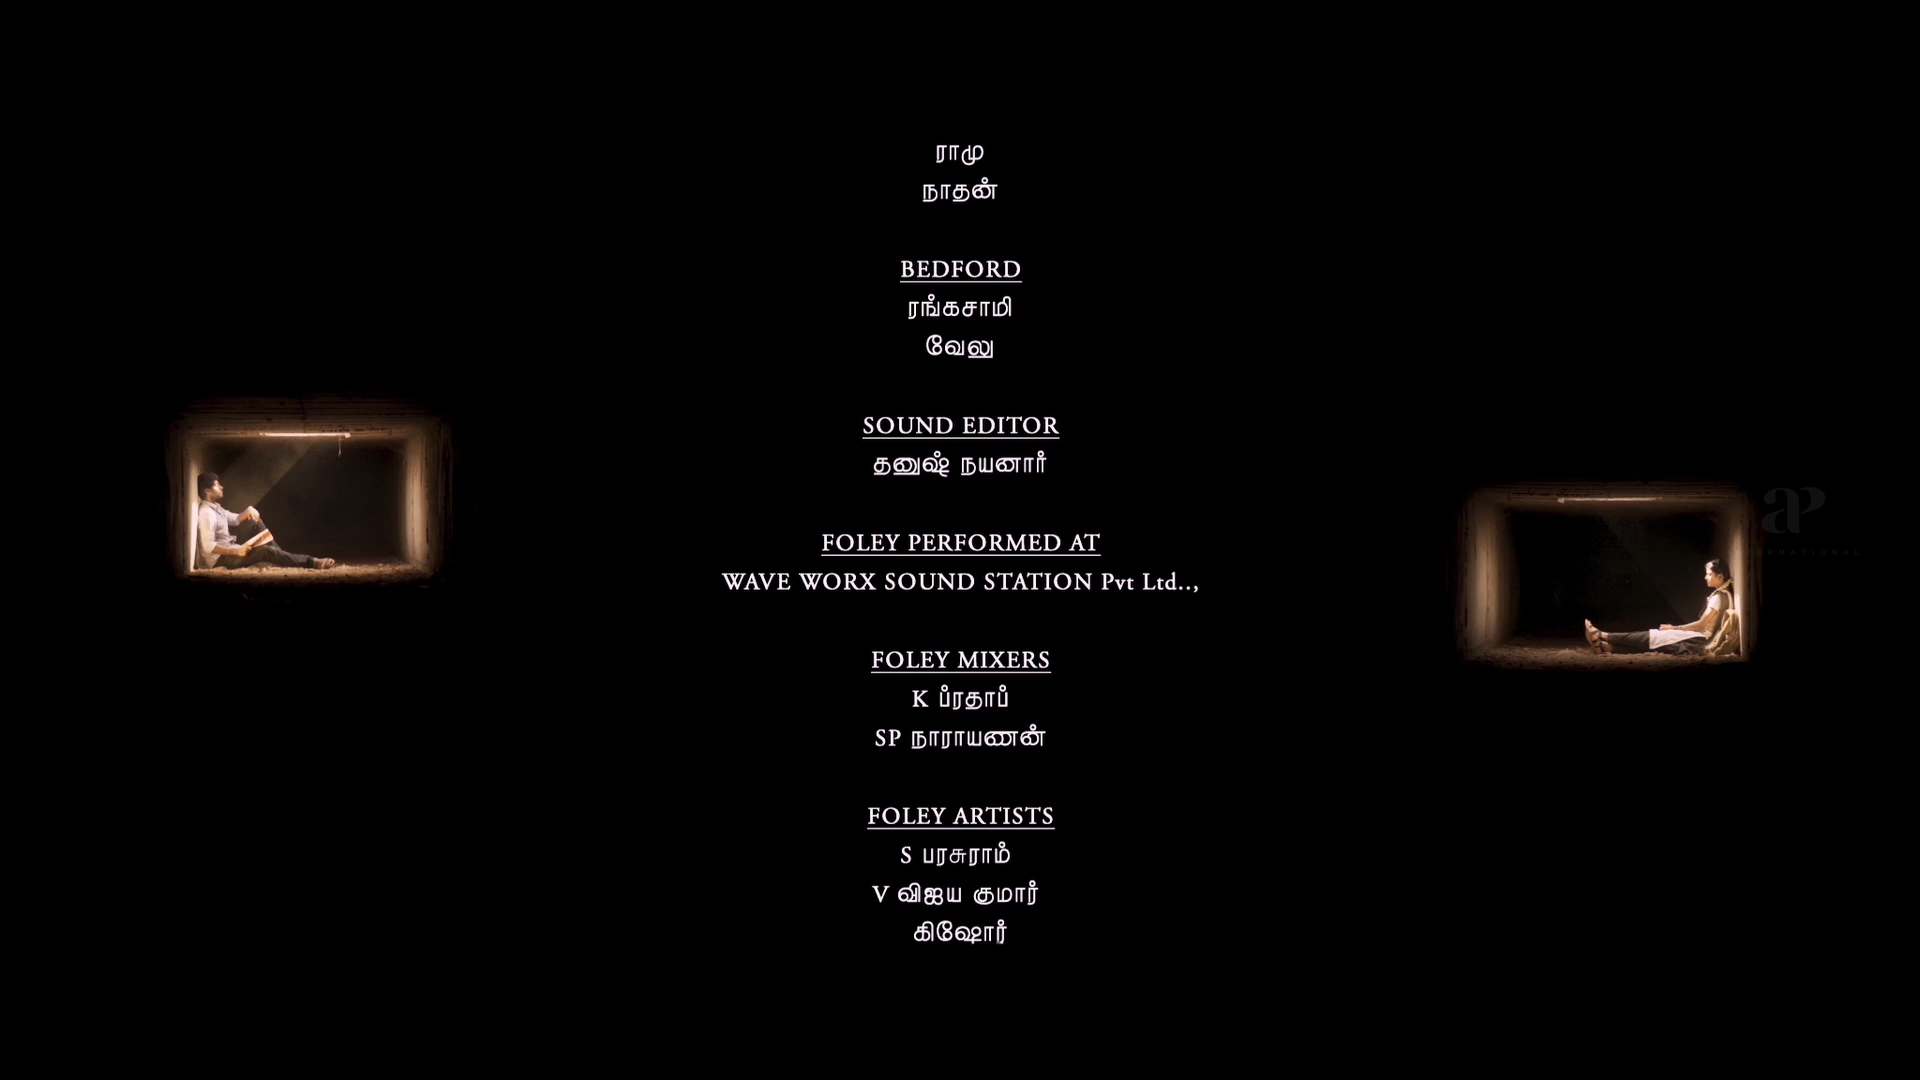 ராமு
நாதன்
BEDFORD
ரங்கசாமி
வேலு
SOUND EDITOR
தனுஷ் நயனார்
FOLEY PERFORMED AT
WAVE WORX SOUND STATION Pvt Ltd..,
FOLEY MIXERS
K ப்ரதாப்
SP நாராயணன்
FOLEY ARTISTS
S பரசுராம்
V விஜய குமார்
கிஷோர்